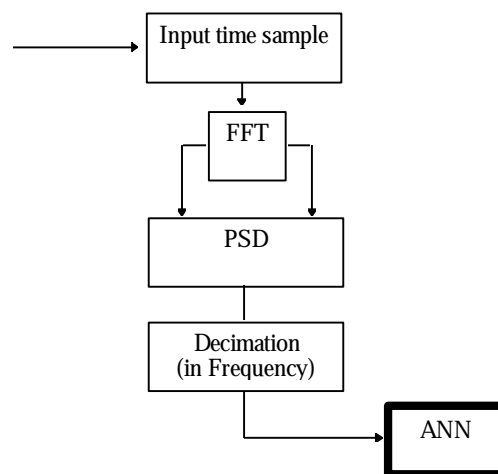 Input time sample
FFT
PSD
Decimation
(in Frequency)
ANN